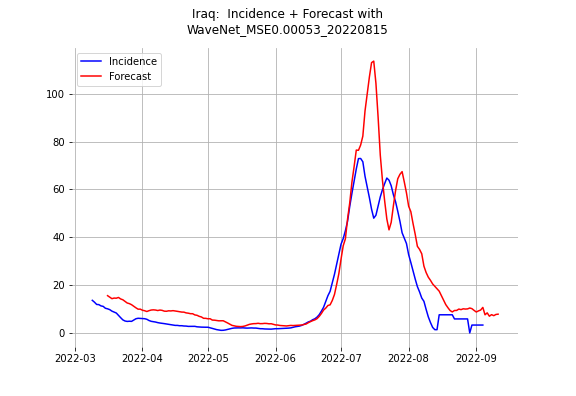 Iraq:  Incidence + Forecast with
WaveNet_MSE0.00053_20220815
Incidence
Forecast
100
80
60
40
20
0
2022-03 2022-04 2022-05 2022-06 2022-07 2022-08 2022-09